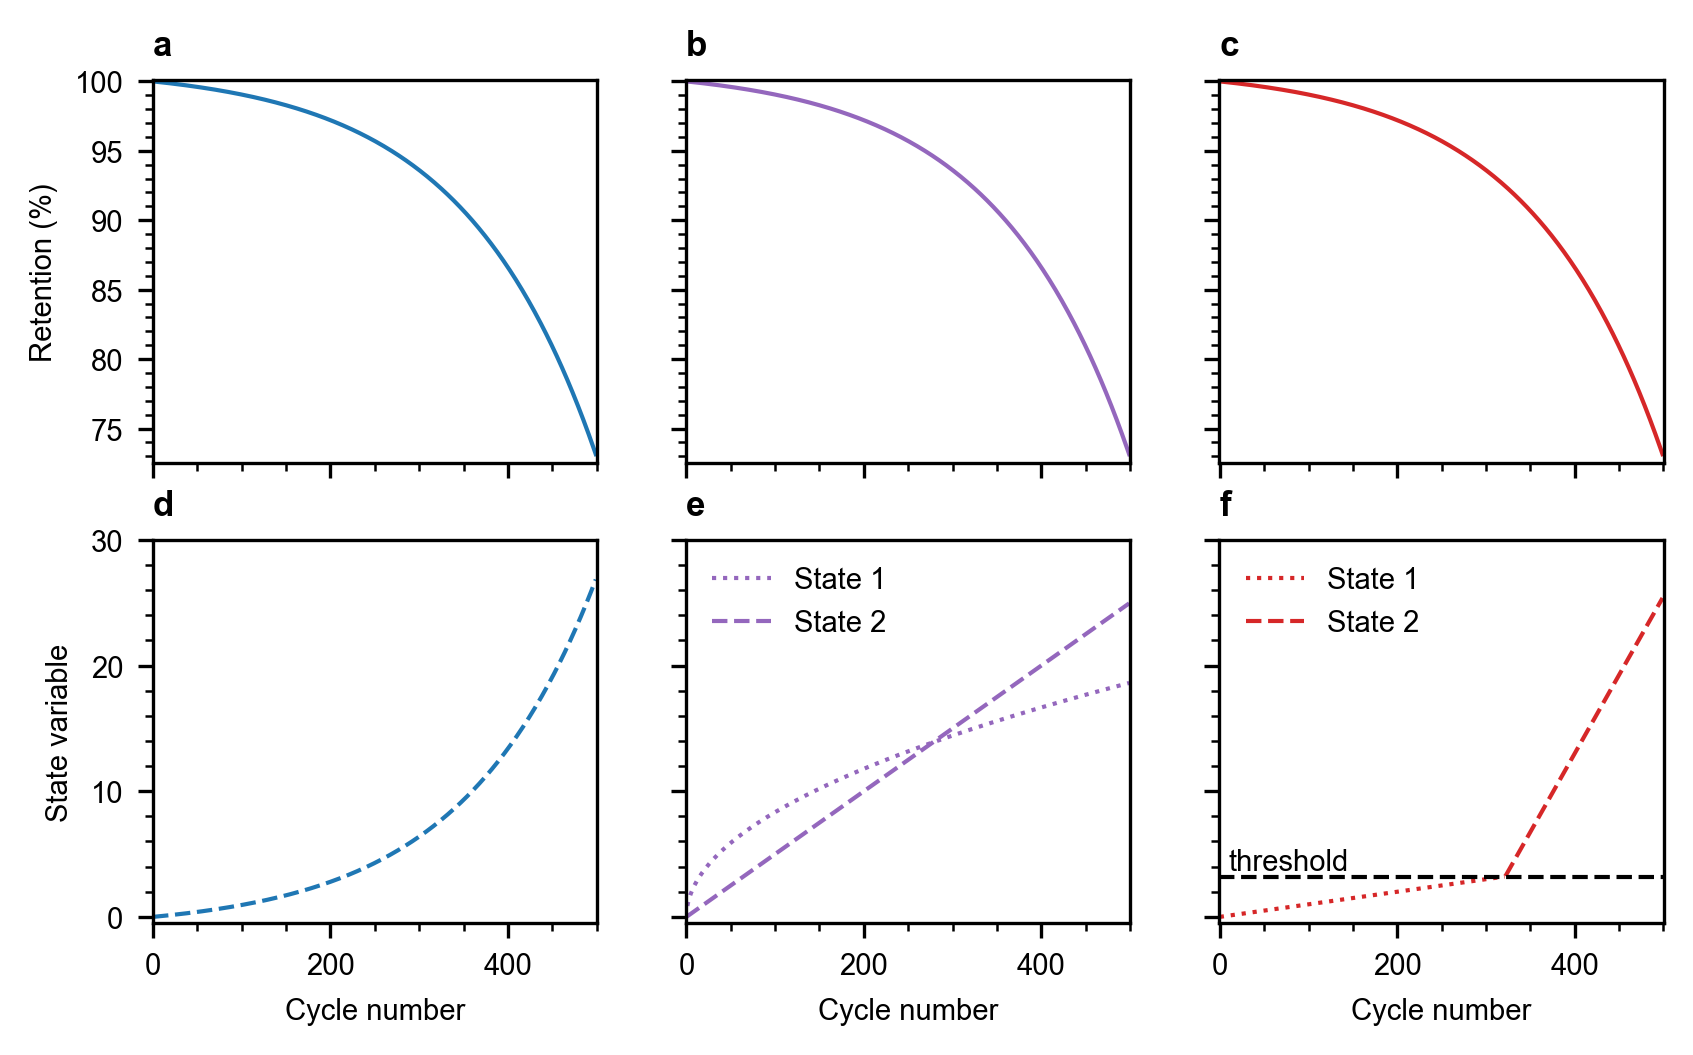 a
b
c
100
95
90
85
80
75
Retention (%)
d
e
f
30
20
10
0
State variable
State 1
State 2
State 1
State 2
threshold
0 200 400
0 200 400
0 200 400
Cycle number
Cycle number
Cycle number